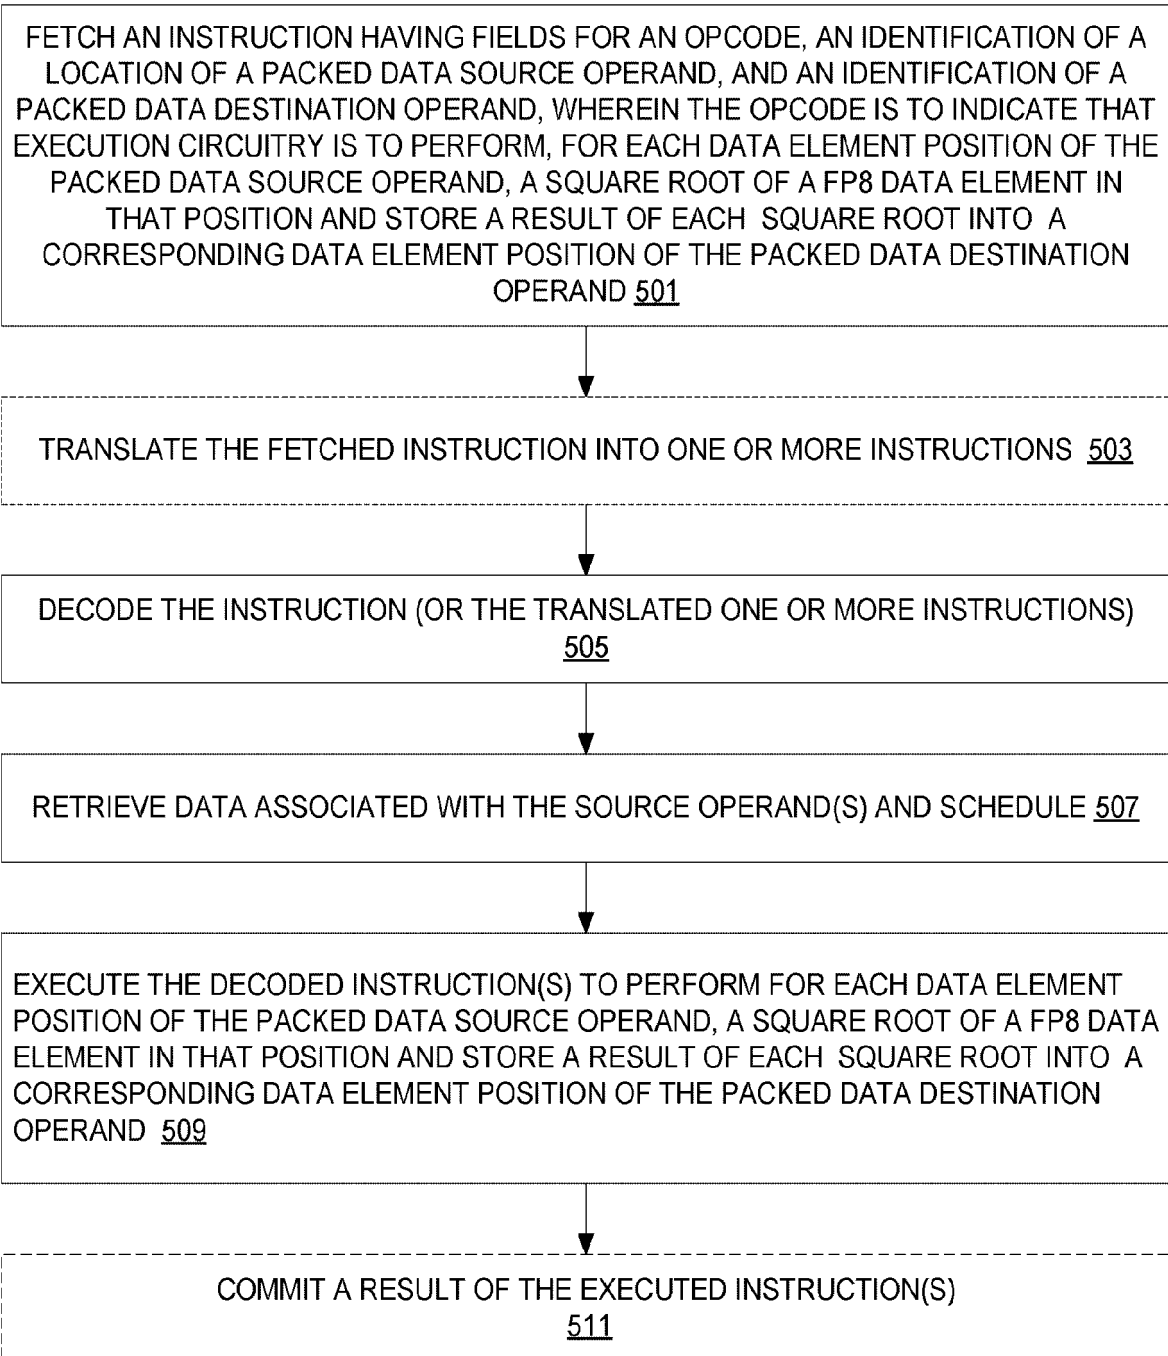 FETCH AN INSTRUCTION HAVING FIELDS FOR AN OPCODE, AN IDENTIFICATION OF A
LOCATION OF A PACKED DATA SOURCE OPERAND, AND AN IDENTIFICATION OF A
PACKED DATA DESTINATION OPERAND, WHEREIN THE OPCODE IS TO INDICATE THAT
EXECUTION CIRCUITRY IS TO PERFORM, FOR EACH DATA ELEMENT POSITION OF THE
PACKED DATA SOURCE OPERAND, A SQUARE ROOT OF A FP8 DATA ELEMENT IN
THAT POSITION AND STORE A RESULT OF EACH SQUARE ROOT INTO A
CORRESPONDING DATA ELEMENT POSITION OF THE PACKED DATA DESTINATION
OPERAND 501
TRANSLATE THE FETCHED INSTRUCTION INTO ONE OR MORE INSTRUCTIONS 503
DECODE THE INSTRUCTION (OR THE TRANSLATED ONE OR MORE INSTRUCTIONS)
505
RETRIEVE DATA ASSOCIATED WITH THE SOURCE OPERAND(S) AND SCHEDULE 507
EXECUTE THE DECODED INSTRUCTION(S) TO PERFORM FOR EACH DATA ELEMENT
POSITION OF THE PACKED DATA SOURCE OPERAND, A SQUARE ROOT OF A FP8 DATA
ELEMENT IN THAT POSITION AND STORE A RESULT OF EACH SQUARE ROOT INTO A
CORRESPONDING DATA ELEMENT POSITION OF THE PACKED DATA DESTINATION
OPERAND 509
COMMIT A RESULT OF THE EXECUTED INSTRUCTION(S)
511